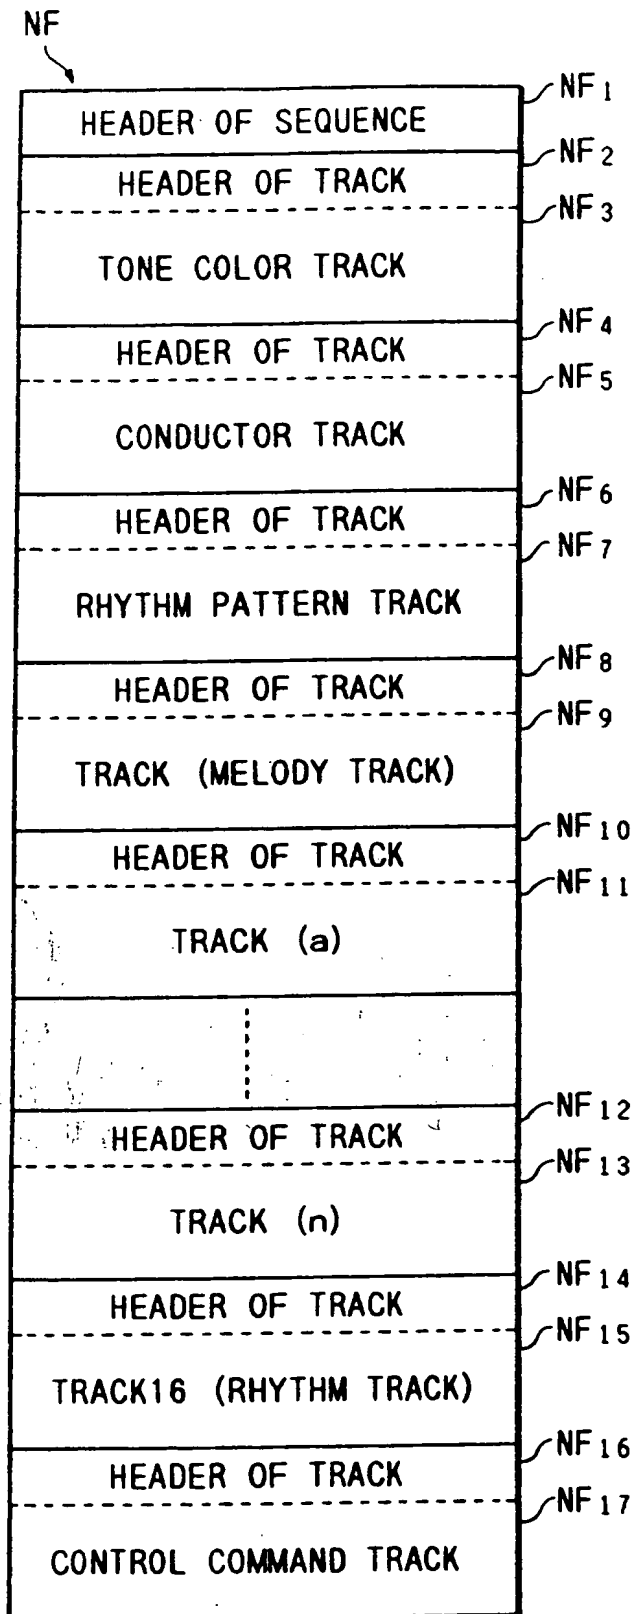 NF
NF1
HEADER OF SEQUENCE
NF2
HEADER OF TRACK
NF3
TONE COLOR TRACK
NF4
HEADER OF TRACK
NF5
CONDUCTOR TRACK
NF6
HEADER OF TRACK
NF7
RHYTHM PATTERN TRACK
NF8
HEADER OF TRACK
NF9
TRACK (MELODY TRACK)
NF10
HEADER OF TRACK
NF11
TRACK (a)
NF12
HEADER OF TRACK
NF13
TRACK (n)
NF14
HEADER OF TRACK
NF15
TRACK16 (RHYTHM TRACK)
NF16
HEADER OF TRACK
NF17
CONTROL COMMAND TRACK